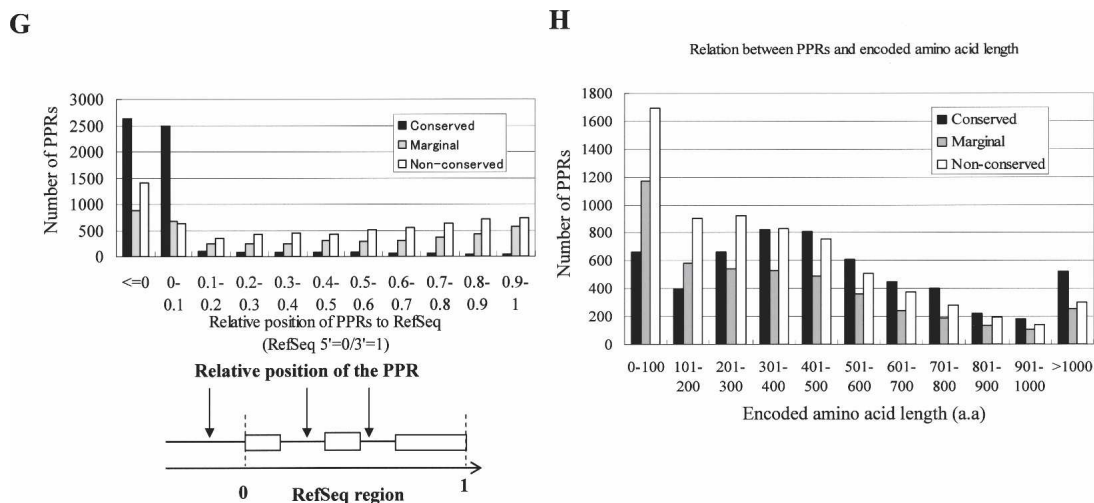 G
Number of PPRs
3000
2500
2000
1500
1000
500
0
Conserved
Marginal
Non-conserved
<=0 0-0.1 0.1-0.2 0.2-0.3 0.3-0.4 0.4-0.5 0.5-0.6 0.6-0.7 0.7-0.8 0.8-0.9 0.9-1
Relative position of PPRs to RefSeq
(RefSeq 5'=0/3'=1)
Relative position of the PPR
0 1
RefSeq region
H
Relation between PPRs and encoded amino acid length
Number of PPRs
1800
1600
1400
1200
1000
800
600
400
200
0
Conserved
Marginal
Non-conserved
0-100 101-200 201-300 301-400 401-500 501-600 601-700 701-800 801-900 901-1000 >1000
Encoded amino acid length (a.a)